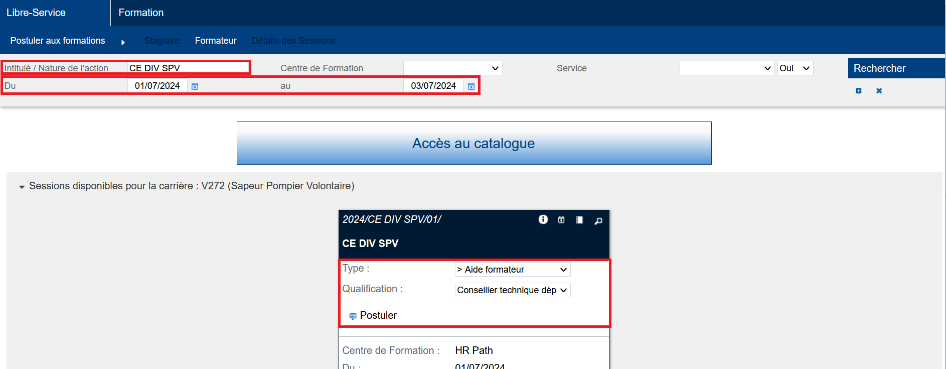 Libre-Service Formation
Postuler aux formations Stagiaire Formateur Détails des Sessions
Intitulé / Nature de l'action CE DIV SPV Centre de Formation Service Oui Rechercher
Du 01/07/2024 au 03/07/2024
Accès au catalogue
Sessions disponibles pour la carrière : V272 (Sapeur Pompier Volontaire)
2024/CE DIV SPV/01/
CE DIV SPV
Type : > Aide formateur
Qualification : Conseiller technique dép
Postuler
Centre de Formation : HR Path
Du : 01/07/2024